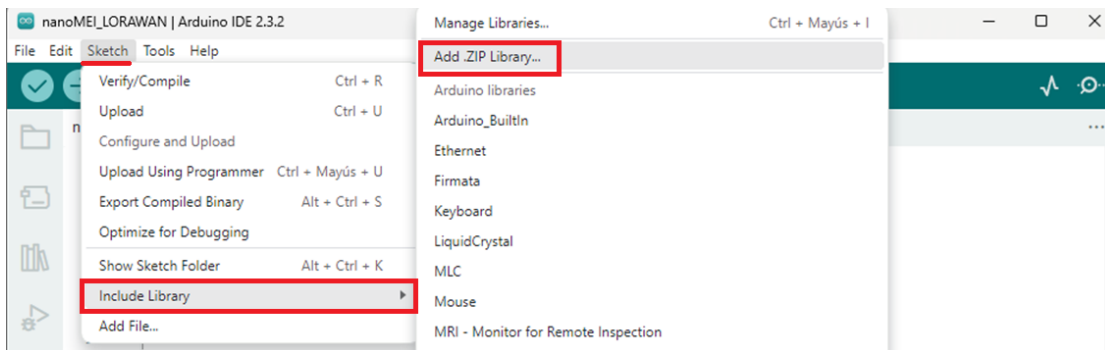 nanoMEI_LORAWAN | Arduino IDE 2.3.2
File Edit Sketch Tools Help
Verify/Compile Ctrl + R
Upload Ctrl + U
Configure and Upload
Upload Using Programmer Ctrl + Mayús + U
Export Compiled Binary Alt + Ctrl + S
Optimize for Debugging
Show Sketch Folder Alt + Ctrl + K
Include Library
Add File...
Manage Libraries... Ctrl + Mayús + I
Add .ZIP Library...
Arduino libraries
Arduino_BuiltIn
Ethernet
Firmata
Keyboard
LiquidCrystal
MLC
Mouse
MRI - Monitor for Remote Inspection